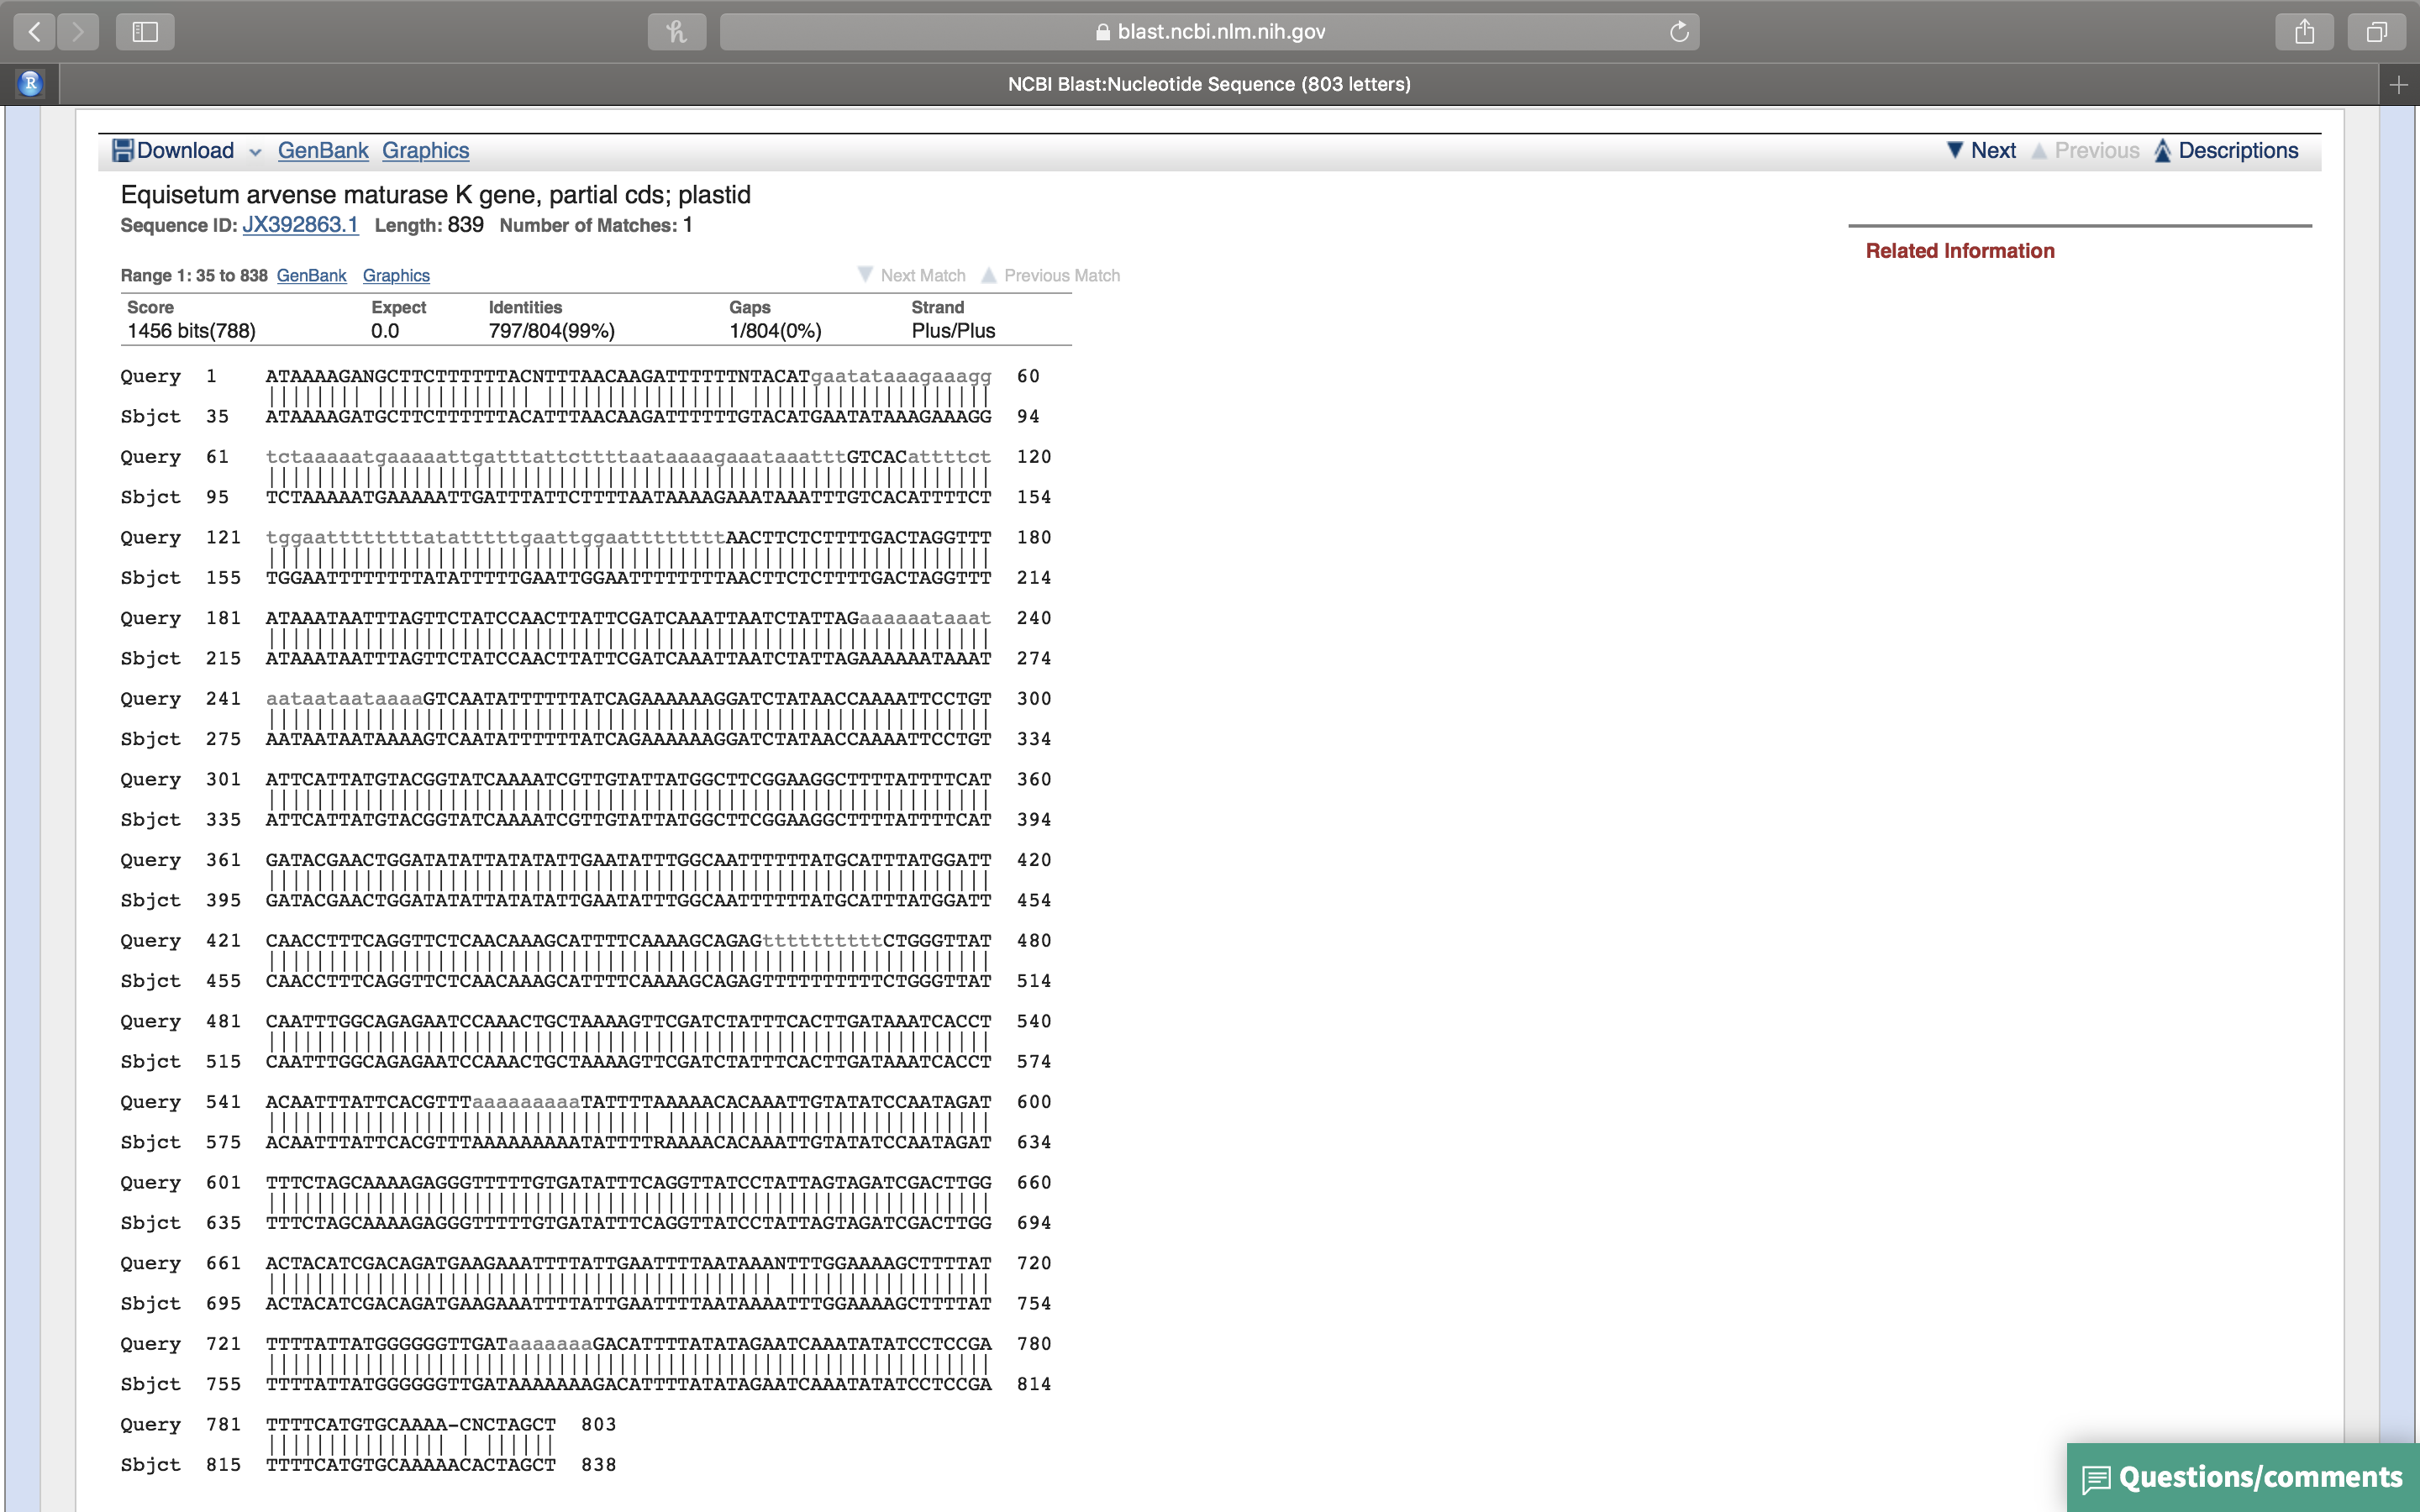 blast.ncbi.nlm.nih.gov
NCBI Blast:Nucleotide Sequence (803 letters)
Download GenBank Graphics Next Previous Descriptions
Equisetum arvense maturase K gene, partial cds; plastid
Sequence ID: JX392863.1 Length: 839 Number of Matches: 1
Related Information
Range 1: 35 to 838 GenBank Graphics Next Match Previous Match
Score Expect Identities Gaps Strand
1456 bits(788) 0.0 797/804(99%) 1/804(0%) Plus/Plus
Query 1 ATAAAAGANGCTTCTTTTTTACNTTTAACAAGATTTTTTNTACATgaatataaagaaagg 60
Sbjct 35 ATAAAAGATGCTTCTTTTTTACATTTAACAAGATTTTTTGTACATGAATATAAAGAAAGG 94
Query 61 tctaaaaatgaaaaattgatttattcttttaataaaagaaataaatttGTCACattttct 120
Sbjct 95 TCTAAAAATGAAAAATTGATTTATTCTTTTAATAAAAGAAATAAATTTGTCACATTTTCT 154
Query 121 tggaattttttttatatttttgaattggaattttttttAACTTCTCTTTTGACTAGGTTT 180
Sbjct 155 TGGAATTTTTTTTATATTTTTGAATTGGAATTTTTTTTAACTTCTCTTTTGACTAGGTTT 214
Query 181 ATAAATAATTTAGTTCTATCCAACTTATTCGATCAAATTAATCTATTAGaaaaaataaat 240
Sbjct 215 ATAAATAATTTAGTTCTATCCAACTTATTCGATCAAATTAATCTATTAGAAAAAATAAAT 274
Query 241 aataataataaaaGTCAATATTTTTTATCAGAAAAAAGGATCTATAACCAAAATTCCTGT 300
Sbjct 275 AATAATAATAAAAGTCAATATTTTTTATCAGAAAAAAGGATCTATAACCAAAATTCCTGT 334
Query 301 ATTCATTATGTACGGTATCAAAATCGTTGTATTATGGCTTCGGAAGGCTTTTATTTTCAT 360
Sbjct 335 ATTCATTATGTACGGTATCAAAATCGTTGTATTATGGCTTCGGAAGGCTTTTATTTTCAT 394
Query 361 GATACGAACTGGATATATTATATATTGAATATTTGGCAATTTTTTATGCATTTATGGATT 420
Sbjct 395 GATACGAACTGGATATATTATATATTGAATATTTGGCAATTTTTTATGCATTTATGGATT 454
Query 421 CAACCTTTCAGGTTCTCAACAAAGCATTTTCAAAAGCAGAGttttttttttCTGGGTTAT 480
Sbjct 455 CAACCTTTCAGGTTCTCAACAAAGCATTTTCAAAAGCAGAGTTTTTTTTTTCTGGGTTAT 514
Query 481 CAATTTGGCAGAGAATCCAAACTGCTAAAAGTTCGATCTATTTCACTTGATAAATCACCT 540
Sbjct 515 CAATTTGGCAGAGAATCCAAACTGCTAAAAGTTCGATCTATTTCACTTGATAAATCACCT 574
Query 541 ACAATTTATTCACGTTTaaaaaaaaaTATTTTAAAAACACAAATTGTATATCCAATAGAT 600
Sbjct 575 ACAATTTATTCACGTTTAAAAAAAAATATTTTRAAAACACAAATTGTATATCCAATAGAT 634
Query 601 TTTCTAGCAAAAGAGGGTTTTTGTGATATTTCAGGTTATCCTATTAGTAGATCGACTTGG 660
Sbjct 635 TTTCTAGCAAAAGAGGGTTTTTGTGATATTTCAGGTTATCCTATTAGTAGATCGACTTGG 694
Query 661 ACTACATCGACAGATGAAGAAATTTTATTGAATTTTAATAAANTTTGGAAAAGCTTTTAT 720
Sbjct 695 ACTACATCGACAGATGAAGAAATTTTATTGAATTTTAATAAAATTTGGAAAAGCTTTTAT 754
Query 721 TTTTATTATGGGGGGTTGATaaaaaaaGACATTTTATATAGAATCAAATATATCCTCCGA 780
Sbjct 755 TTTTATTATGGGGGGTTGATAAAAAAAGACATTTTATATAGAATCAAATATATCCTCCGA 814
Query 781 TTTTCATGTGCAAAA-CNCTAGCT 803
Sbjct 815 TTTTCATGTGCAAAAACACTAGCT 838
Questions/comments